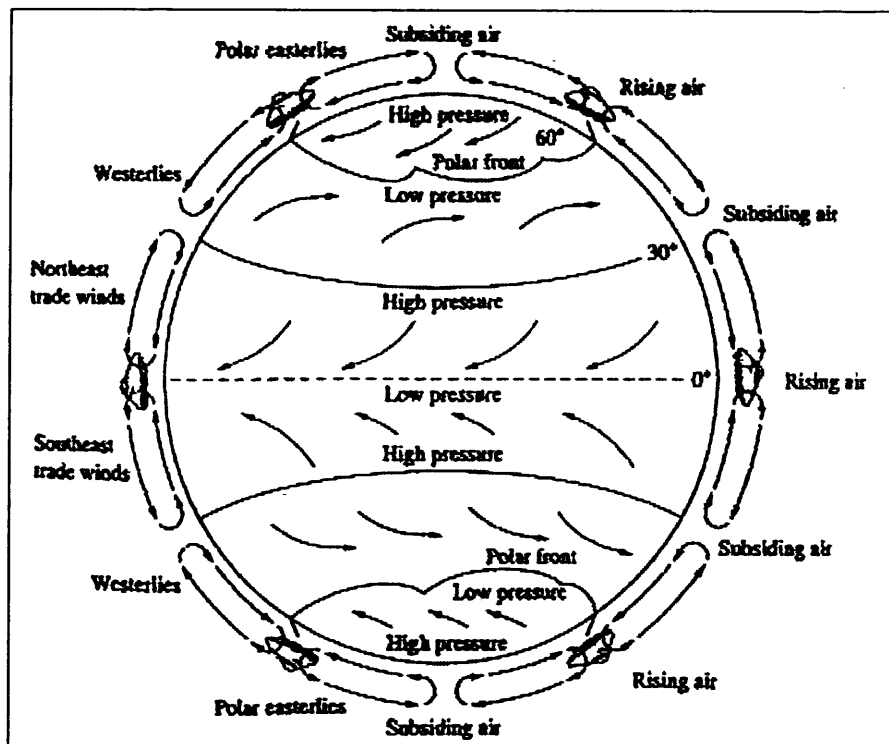 Subsiding air
Polar easterlies
Rising air
High pressure
60°
Polar front
Westerlies
Low pressure
Subsiding air
30°
Northeast
trade winds
High pressure
0°
Low pressure
Rising air
Southeast
trade winds
High pressure
Subsiding air
Polar front
Westerlies
Low pressure
High pressure
Rising air
Polar easterlies
Subsiding air